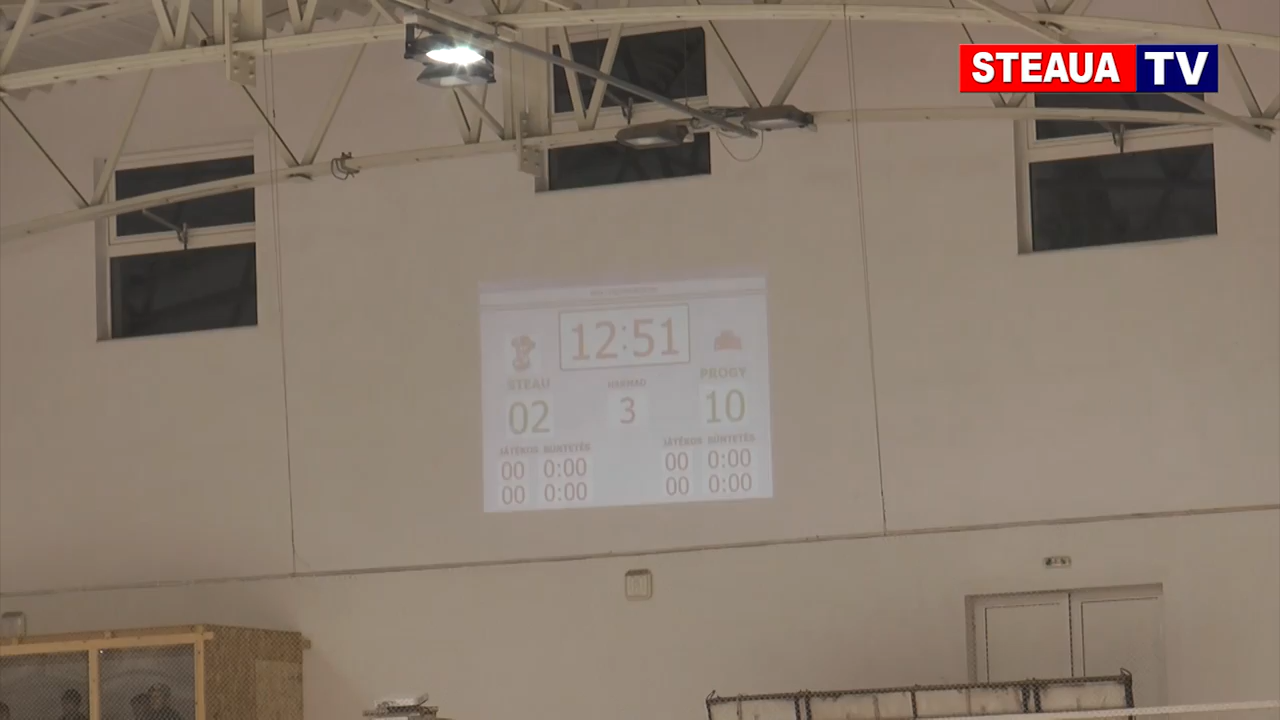 STEAUA TV
12:51
STEAU HARMAD PROGY
02 3 10
JÁTÉKOS BÜNTETÉS JÁTÉKOS BÜNTETÉS
00 0:00 00 0:00
00 0:00 00 0:00